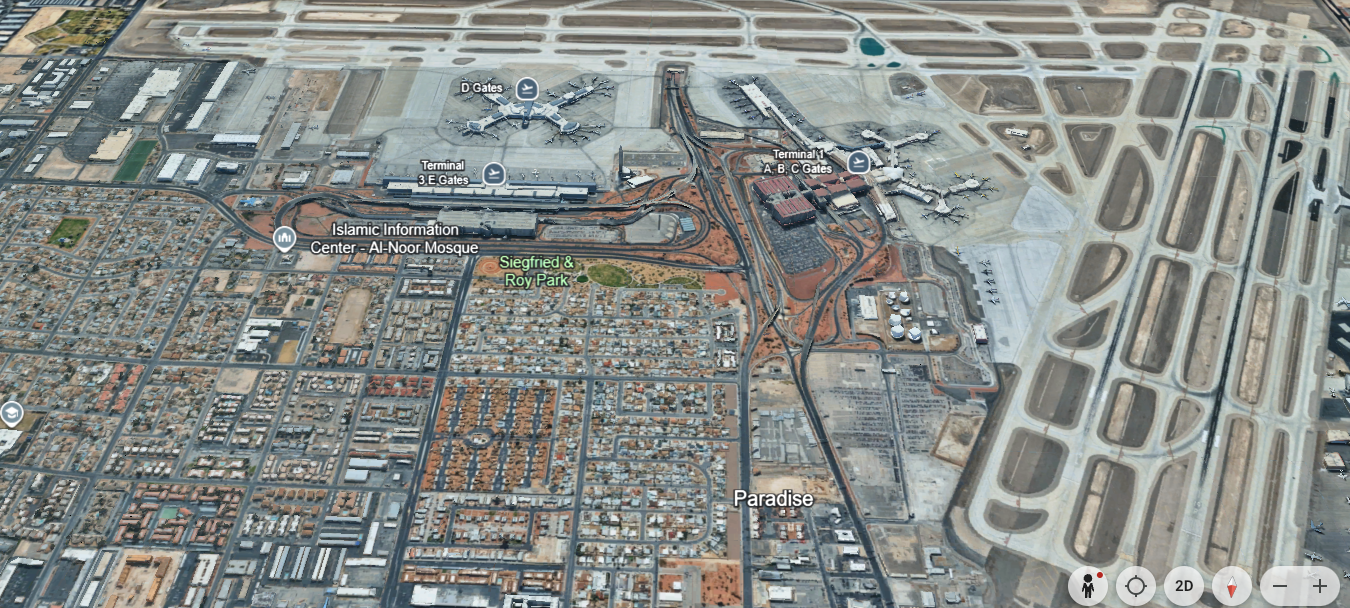 D Gates
Terminal
3 E Gates
Terminal 1
A, B, C Gates
Islamic Information
Center - Al-Noor Mosque
Siegfried &
Roy Park
Paradise
2D